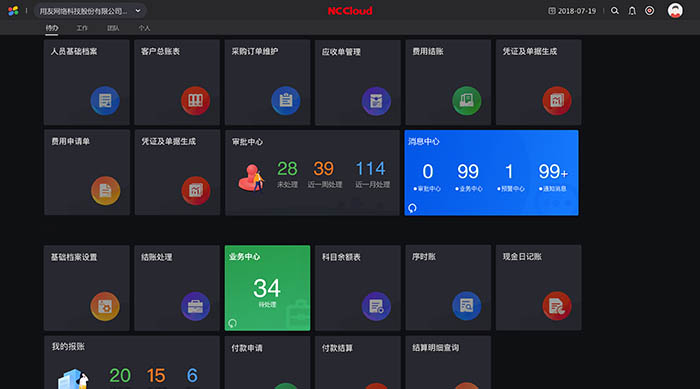 用友网络科技股份有限公司...
NCCloud
2018-07-19
待办 工作 团队 个人
人员基础档案 客户总账表 采购订单维护 应收单管理 费用结账 凭证及单据生成
费用申请单 凭证及单据生成 审批中心 消息中心
28 39 114 0 99 1 99+
未处理 近一周处理 近一月处理 审批中心 业务中心 预警中心 通知消息
基础档案设置 结账处理 业务中心 科目余额表 序时账 现金日记账
34
待处理
我的报账 付款申请 付款结算 结算明细查询
20 15 6